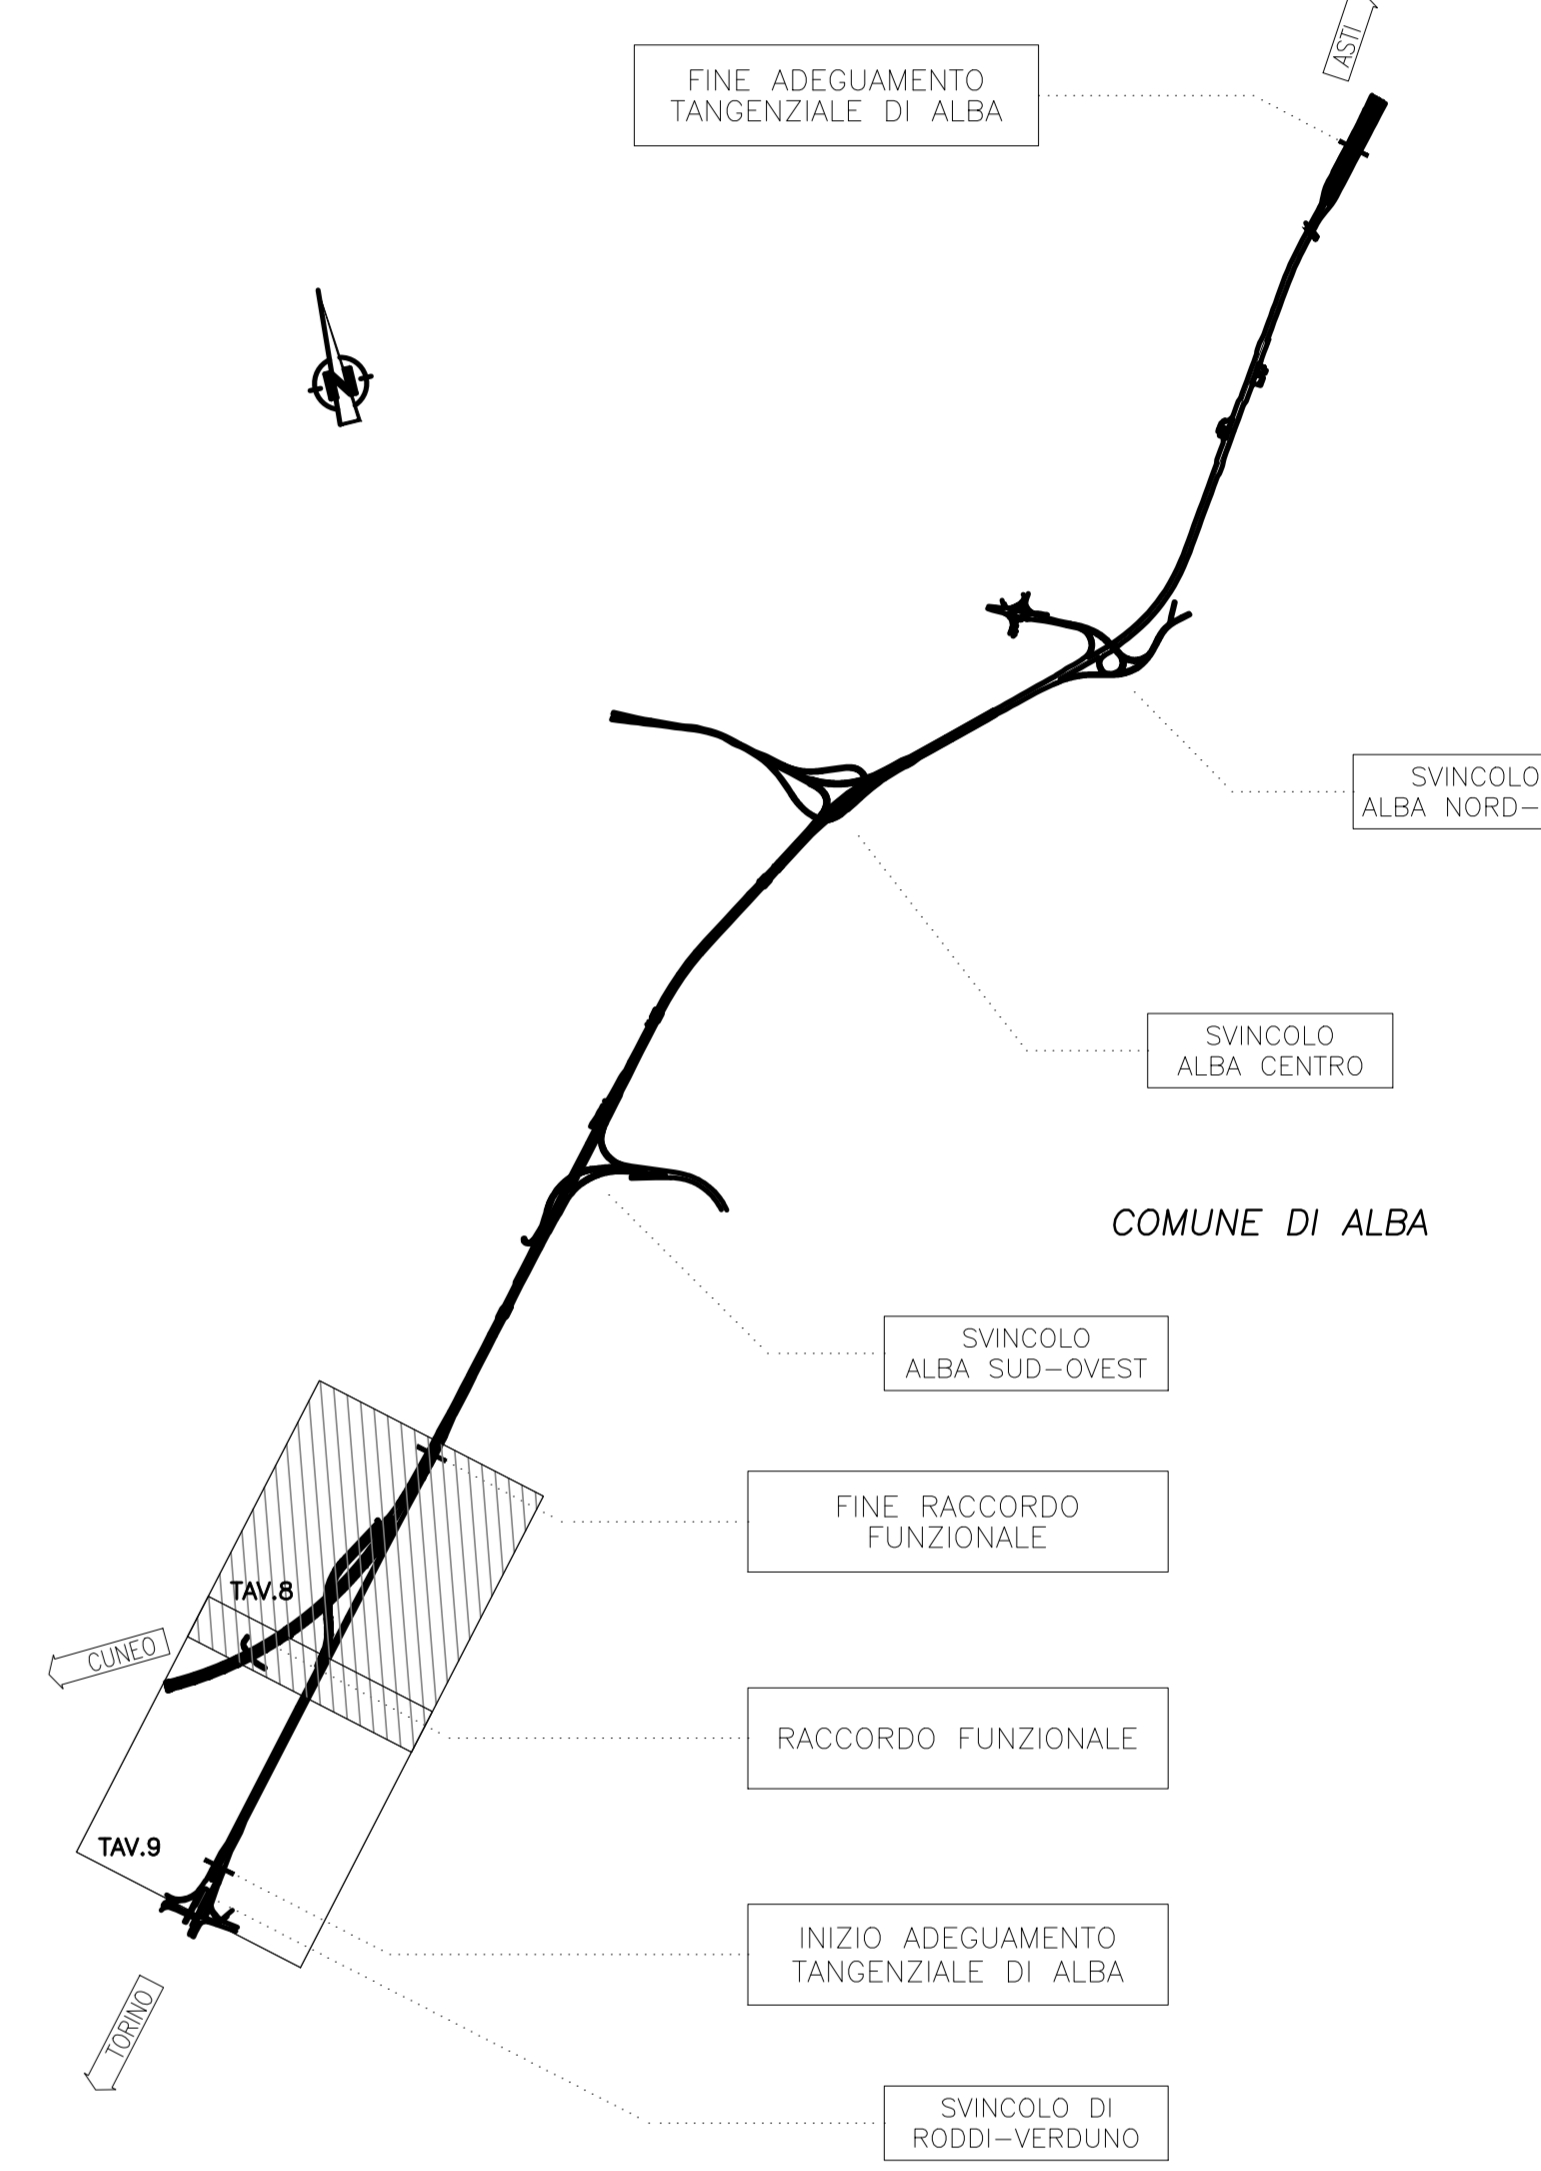 ASTI
FINE ADEGUAMENTO
TANGENZIALE DI ALBA
N
SVINCOLO
ALBA NORD-
SVINCOLO
ALBA CENTRO
COMUNE DI ALBA
SVINCOLO
ALBA SUD-OVEST
FINE RACCORDO
FUNZIONALE
TAV.8
CUNEO
RACCORDO FUNZIONALE
TAV.9
INIZIO ADEGUAMENTO
TANGENZIALE DI ALBA
TORINO
SVINCOLO DI
RODDI-VERDUNO